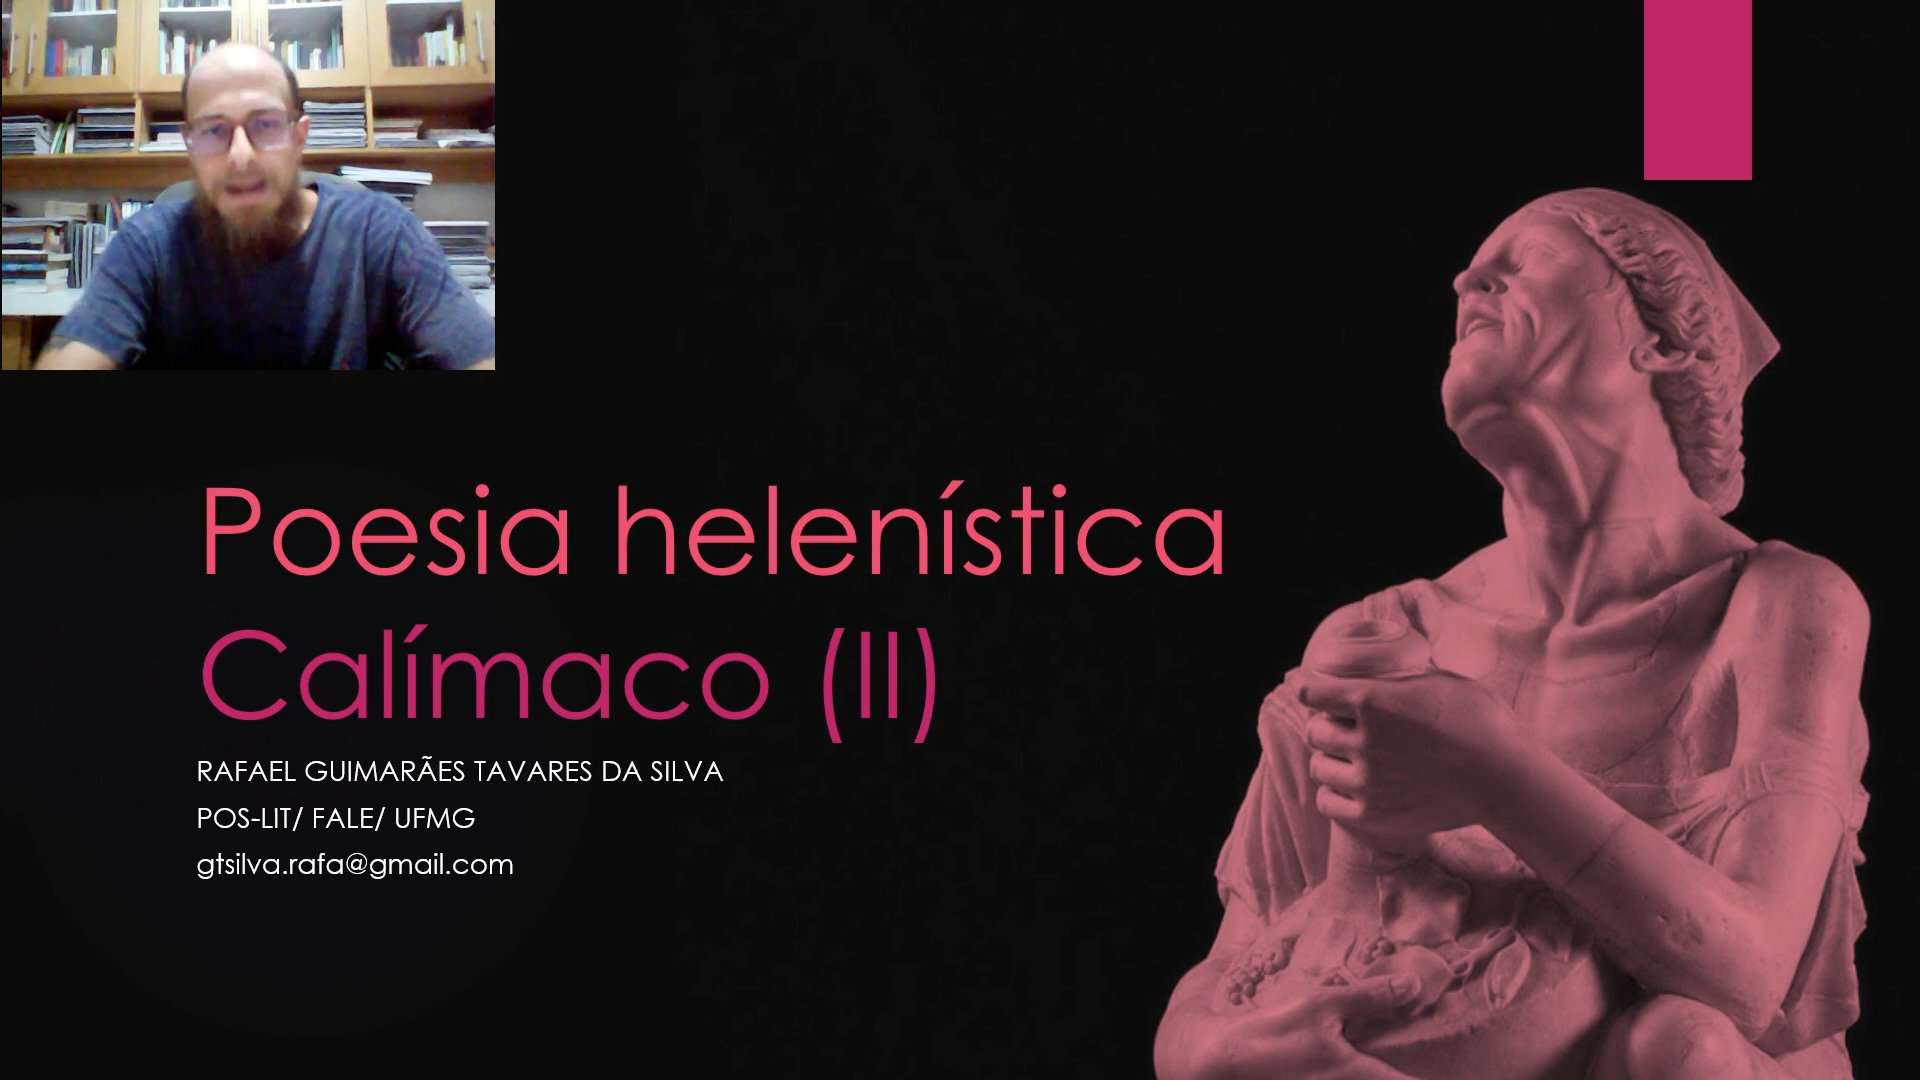 Poesia helenística
Calímaco (II)
RAFAEL GUIMARÃES TAVARES DA SILVA
POS-LIT/ FALE/ UFMG
gtsilva.rafa@gmail.com